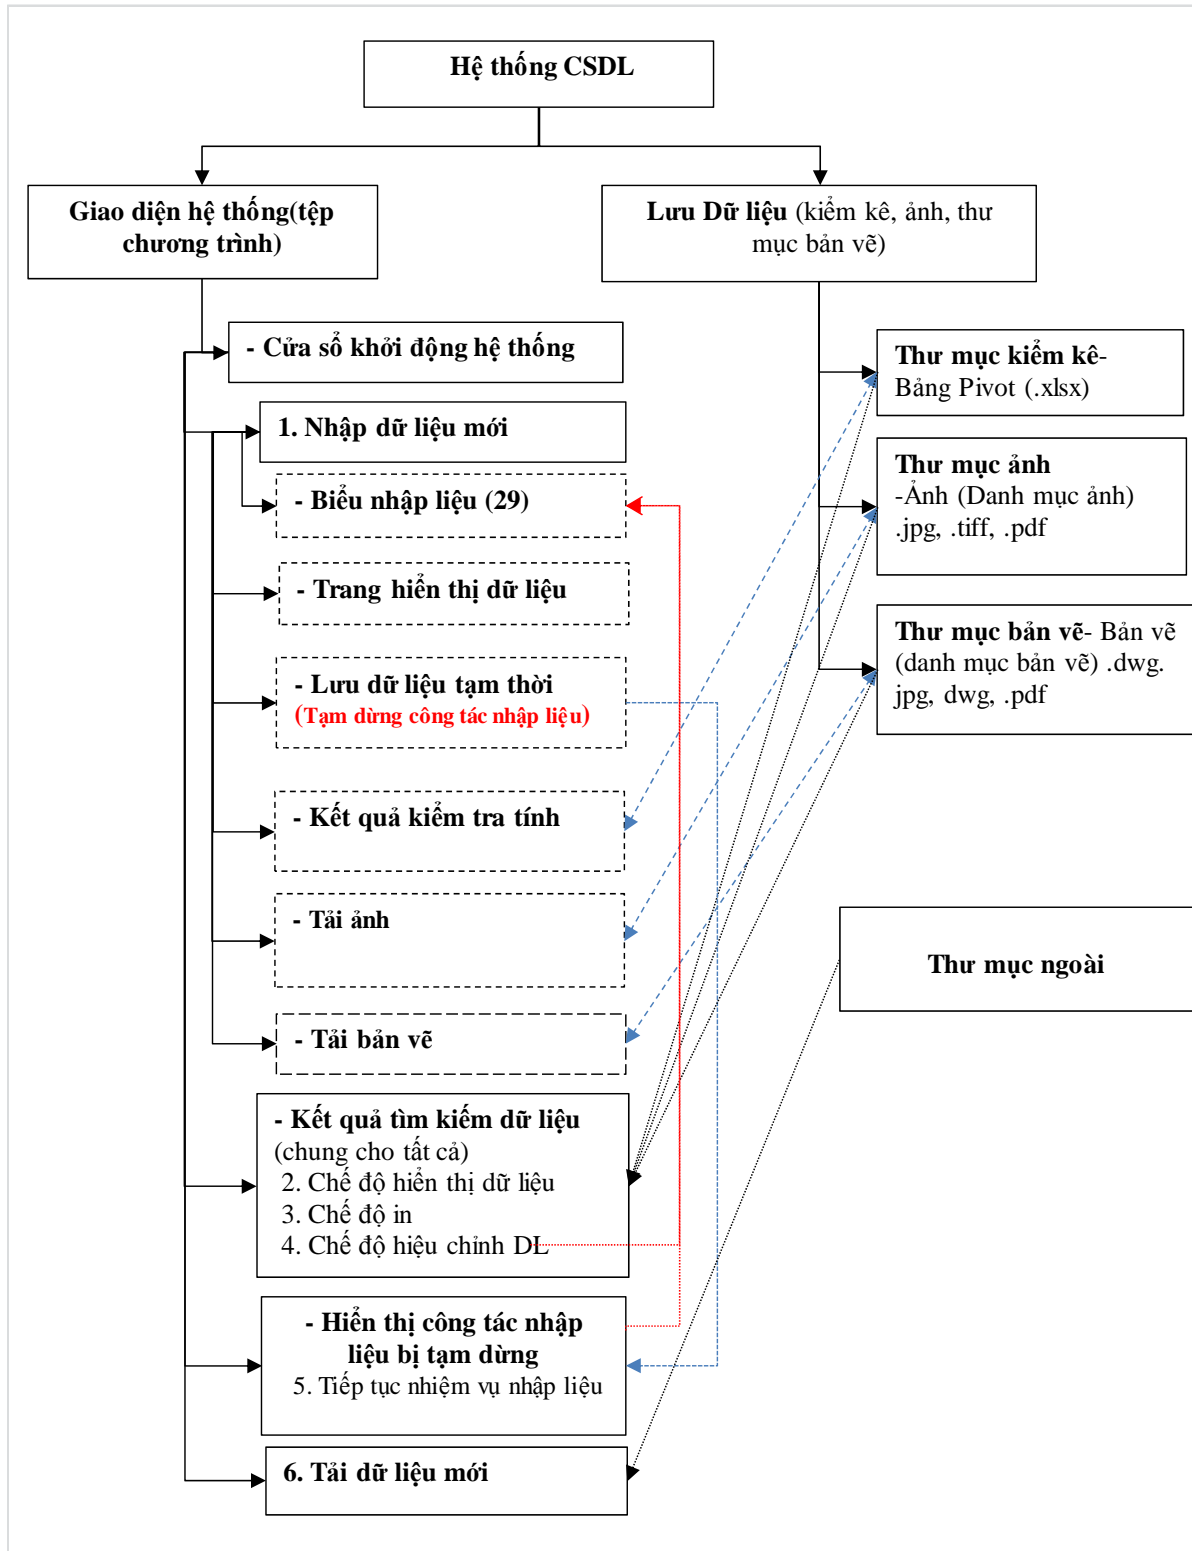 Hệ thống CSDL
Giao diện hệ thống(tệp
chương trình)
Lưu Dữ liệu (kiểm kê, ảnh, thư
mục bản vẽ)
- Cửa sổ khởi động hệ thống
1. Nhập dữ liệu mới
- Biểu nhập liệu (29)
- Trang hiển thị dữ liệu
- Lưu dữ liệu tạm thời
(Tạm dừng công tác nhập liệu)
- Kết quả kiểm tra tính
- Tải ảnh
- Tải bản vẽ
- Kết quả tìm kiếm dữ liệu
(chung cho tất cả)
2. Chế độ hiển thị dữ liệu
3. Chế độ in
4. Chế độ hiệu chỉnh DL
- Hiển thị công tác nhập
liệu bị tạm dừng
5. Tiếp tục nhiệm vụ nhập liệu
6. Tải dữ liệu mới
Thư mục kiểm kê-
Bảng Pivot (.xlsx)
Thư mục ảnh
-Ảnh (Danh mục ảnh)
.jpg, .tiff, .pdf
Thư mục bản vẽ- Bản vẽ
(danh mục bản vẽ) .dwg.
jpg, dwg, .pdf
Thư mục ngoài